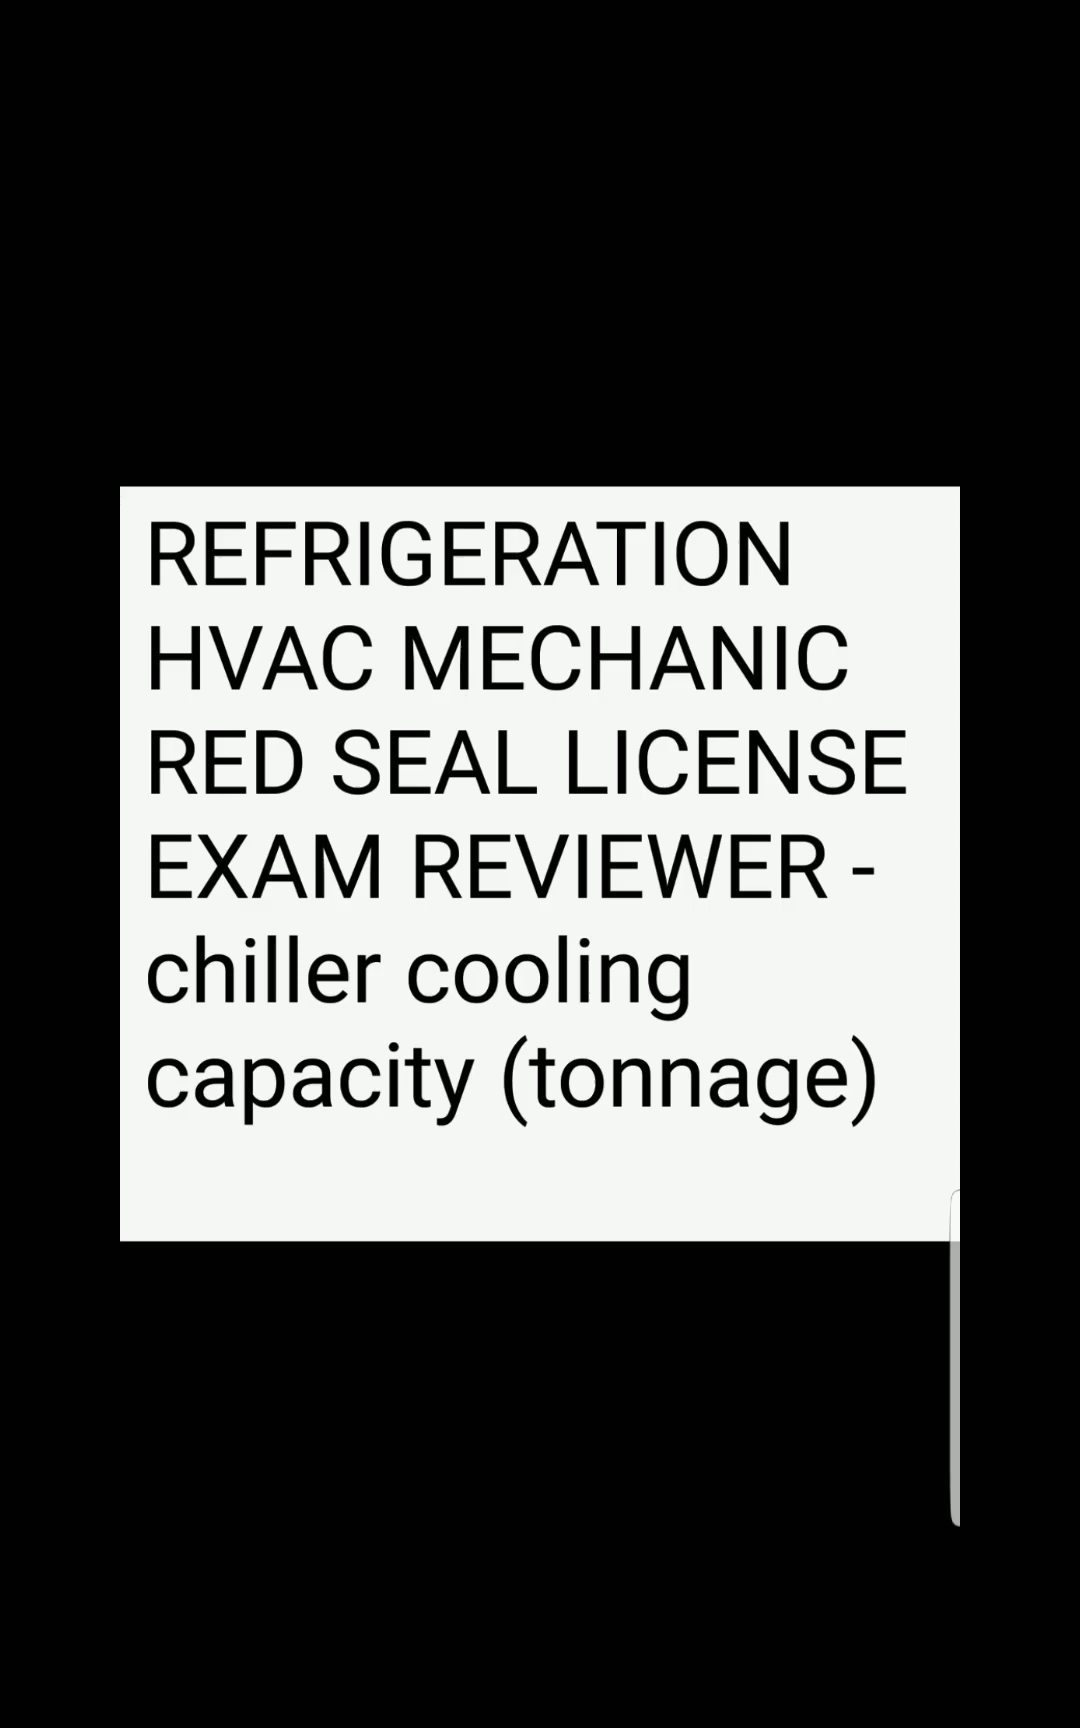 REFRIGERATION
HVAC MECHANIC
RED SEAL LICENSE
EXAM REVIEWER -
chiller cooling
capacity (tonnage)